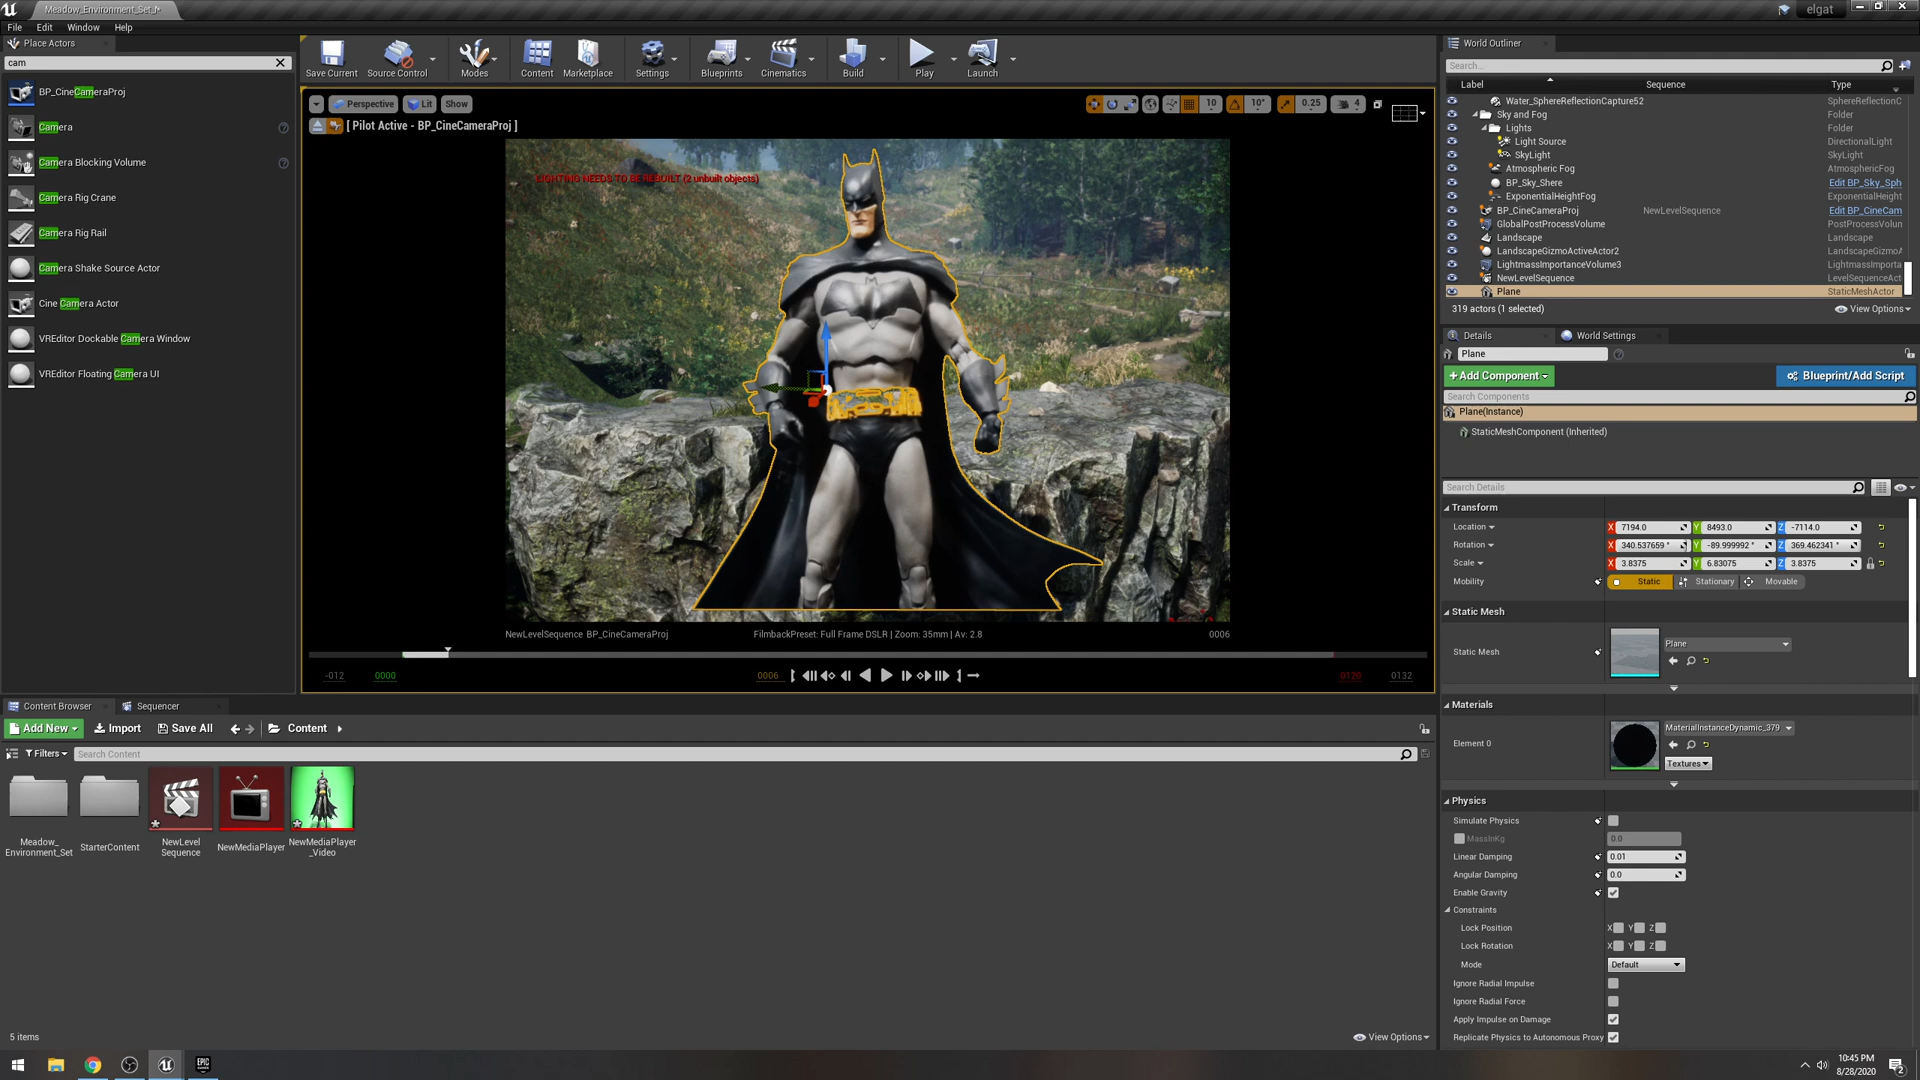 Meadow_Environment_Set_f*
elgat
File Edit Window Help
Place Actors
cam
BP_CineCameraProj
Camera
Camera Blocking Volume
Camera Rig Crane
Camera Rig Rail
Camera Shake Source Actor
Cine Camera Actor
VREditor Dockable Camera Window
VREditor Floating Camera UI
Save Current
Source Control
Modes
Content
Marketplace
Settings
Blueprints
Cinematics
Build
Play
Launch
Perspective Lit Show
10 10° 0.25 4
[ Pilot Active - BP_CineCameraProj ]
LIGHTING NEEDS TO BE REBUILT (2 unbuilt objects)
NewLevelSequence BP_CineCameraProj
FilmbackPreset: Full Frame DSLR | Zoom: 35mm | Av: 2.8
0006
-012 0000 0006 0120 0132
Content Browser Sequencer
Add New Import Save All Content
Filters Search Content
Meadow_
Environment_Set
StarterContent
NewLevel
Sequence
NewMediaPlayer
NewMediaPlayer
_Video
5 items
View Options
World Outliner
Search...
Label Sequence Type
Water_SphereReflectionCapture52 SphereReflectionC
Sky and Fog Folder
Lights Folder
Light Source DirectionalLight
SkyLight SkyLight
Atmospheric Fog AtmosphericFog
BP_Sky_Shere Edit BP_Sky_Sph
ExponentialHeightFog ExponentialHeight
BP_CineCameraProj NewLevelSequence Edit BP_CineCam
GlobalPostProcessVolume PostProcessVolun
Landscape Landscape
LandscapeGizmoActiveActor2 LandscapeGizmoA
LightmassImportanceVolume3 LightmassImporta
NewLevelSequence LevelSequenceAct
Plane StaticMeshActor
319 actors (1 selected) View Options
Details World Settings
Plane
+Add Component Blueprint/Add Script
Search Components
Plane(Instance)
StaticMeshComponent (Inherited)
Search Details
Transform
Location X 7194.0 Y 8493.0 Z -7114.0
Rotation X 340.537659 ° Y -89.999992 ° Z 369.462341 °
Scale X 3.8375 Y 6.83075 Z 3.8375
Mobility Static Stationary Movable
Static Mesh
Static Mesh Plane
Materials
Element 0 MaterialInstanceDynamic_379
Textures
Physics
Simulate Physics
MassInKg 0.0
Linear Damping 0.01
Angular Damping 0.0
Enable Gravity
Constraints
Lock Position X Y Z
Lock Rotation X Y Z
Mode Default
Ignore Radial Impulse
Ignore Radial Force
Apply Impulse on Damage
Replicate Physics to Autonomous Proxy
EPIC
GAMES
10:45 PM
8/28/2020
2